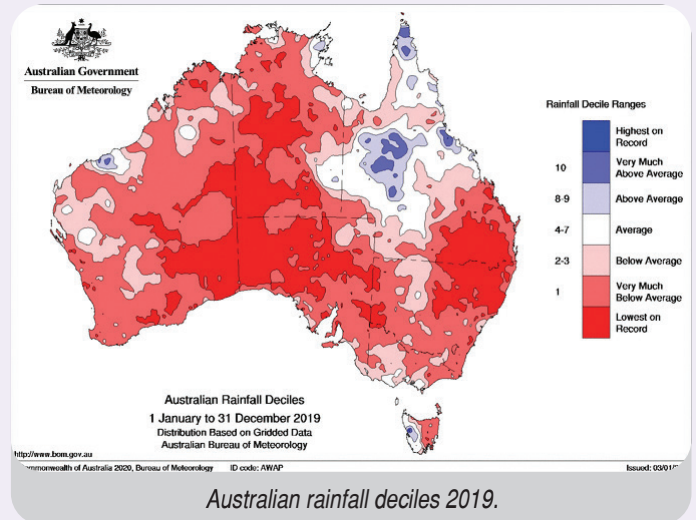 Australian Government
Bureau of Meteorology
Rainfall Decile Ranges
Highest on
Record
10
Very Much
Above Average
8-9
Above Average
4-7
Average
2-3
Below Average
1
Very Much
Below Average
Lowest on
Record
Australian Rainfall Deciles
1 January to 31 December 2019
Distribution Based on Gridded Data
Australian Bureau of Meteorology
http://www.bom.gov.au
mmonwealth of Australia 2020, Bureau of Meteorology
ID code: AWAP
Issued: 03/01/
Australian rainfall deciles 2019.